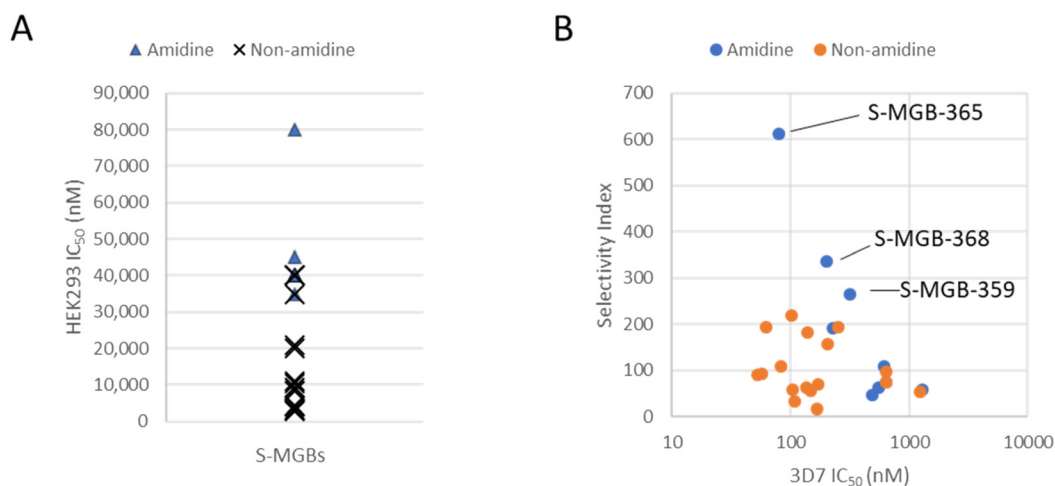 A
Amidine Non-amidine
90,000
80,000
70,000
60,000
50,000
40,000
30,000
20,000
10,000
0
HEK293 IC50 (nM)
S-MGBs
B
Amidine Non-amidine
700
600
500
400
300
200
100
0
Selectivity Index
S-MGB-365
S-MGB-368
S-MGB-359
10 100 1000 10000
3D7 IC50 (nM)